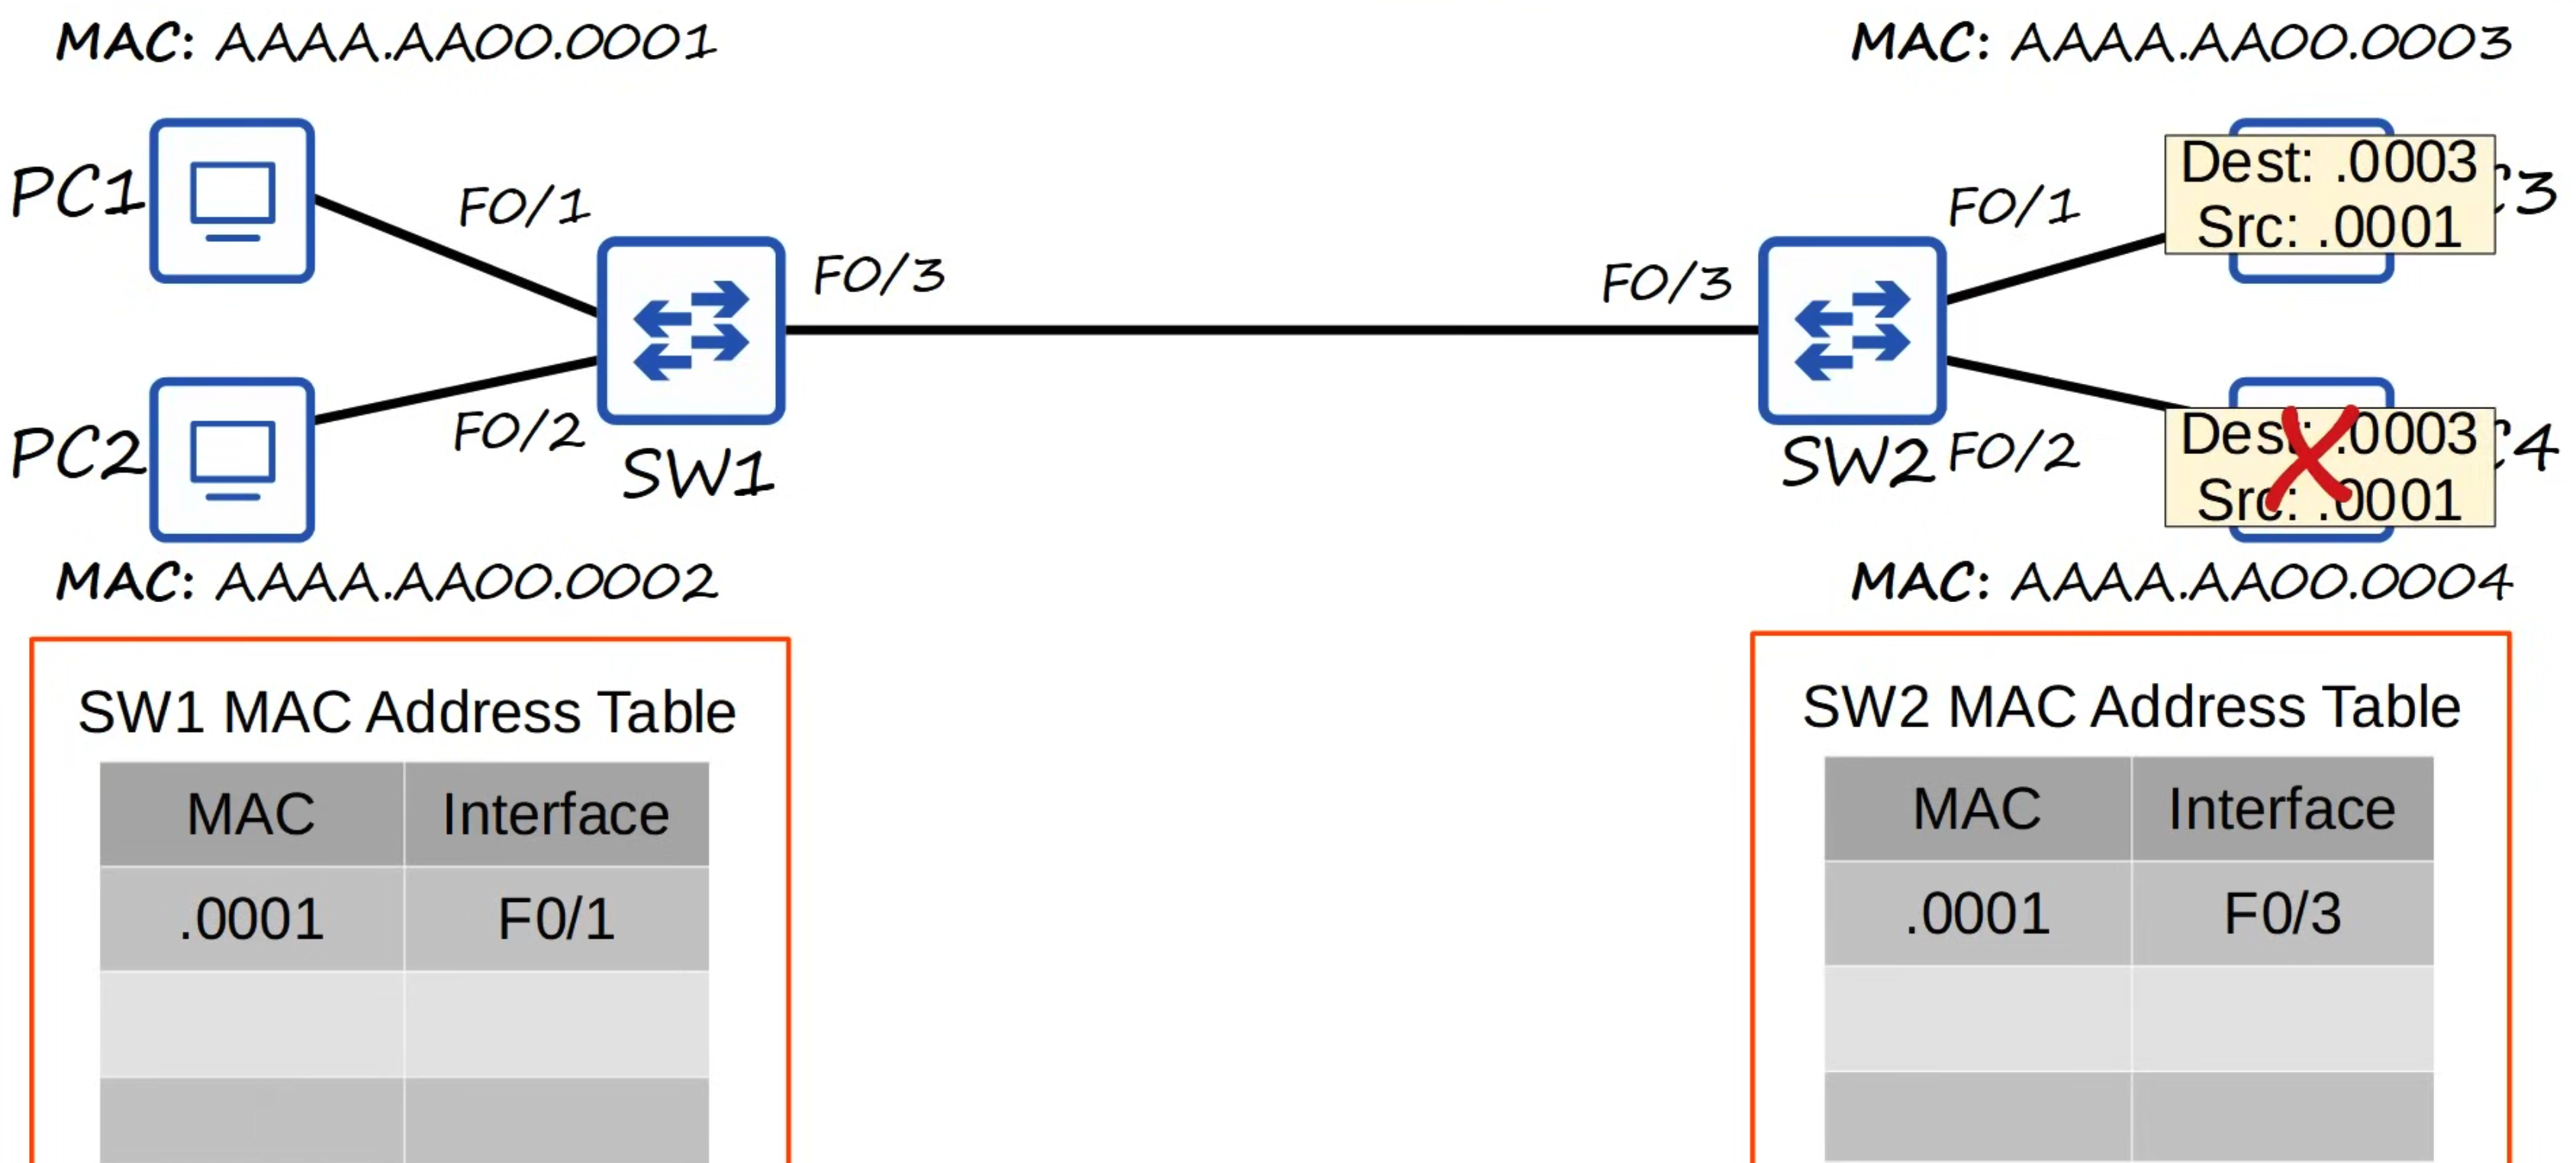 MAC: AAAA.AA00.0001
MAC: AAAA.AA00.0003
PC1
F0/1
F0/3
SW1
PC2
F0/2
MAC: AAAA.AA00.0002
F0/3
F0/1
SW2
F0/2
Dest: .0003
Src: .0001
3
Dest: .0003
Src: .0001
4
MAC: AAAA.AA00.0004
SW1 MAC Address Table
MAC Interface
.0001 F0/1
SW2 MAC Address Table
MAC Interface
.0001 F0/3